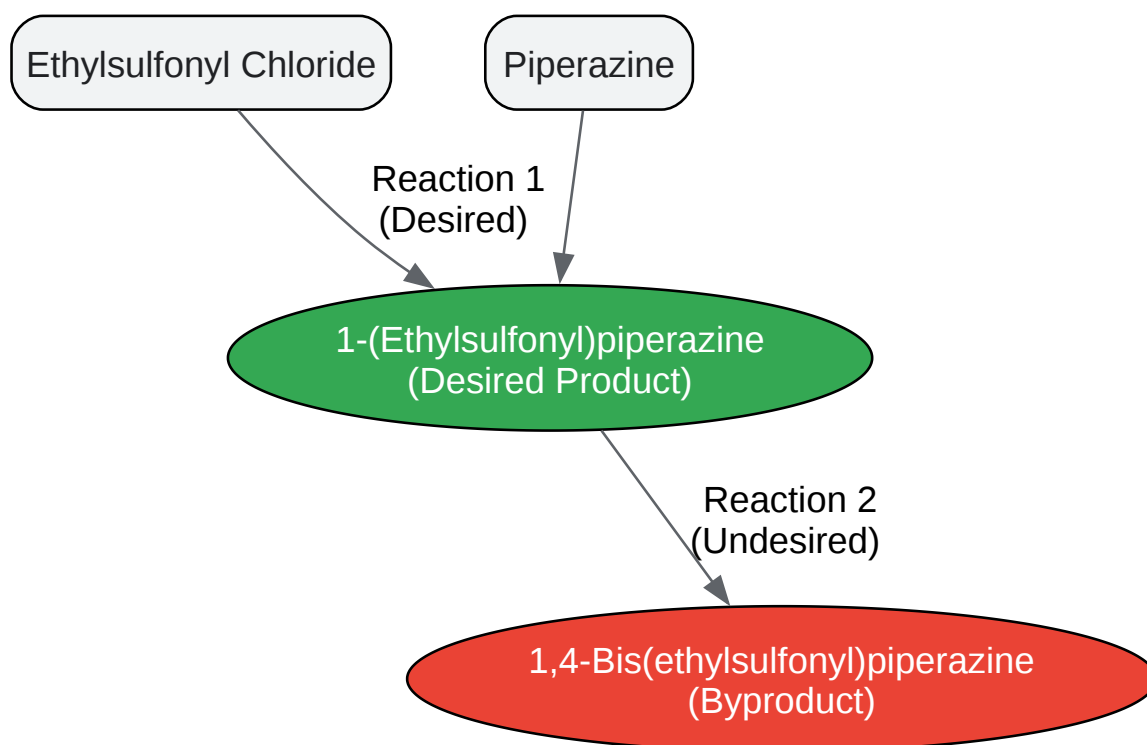 Ethylsulfonyl Chloride
Piperazine
Reaction 1
(Desired)
1-(Ethylsulfonyl)piperazine
(Desired Product)
Reaction 2
(Undesired)
1,4-Bis(ethylsulfonyl)piperazine
(Byproduct)